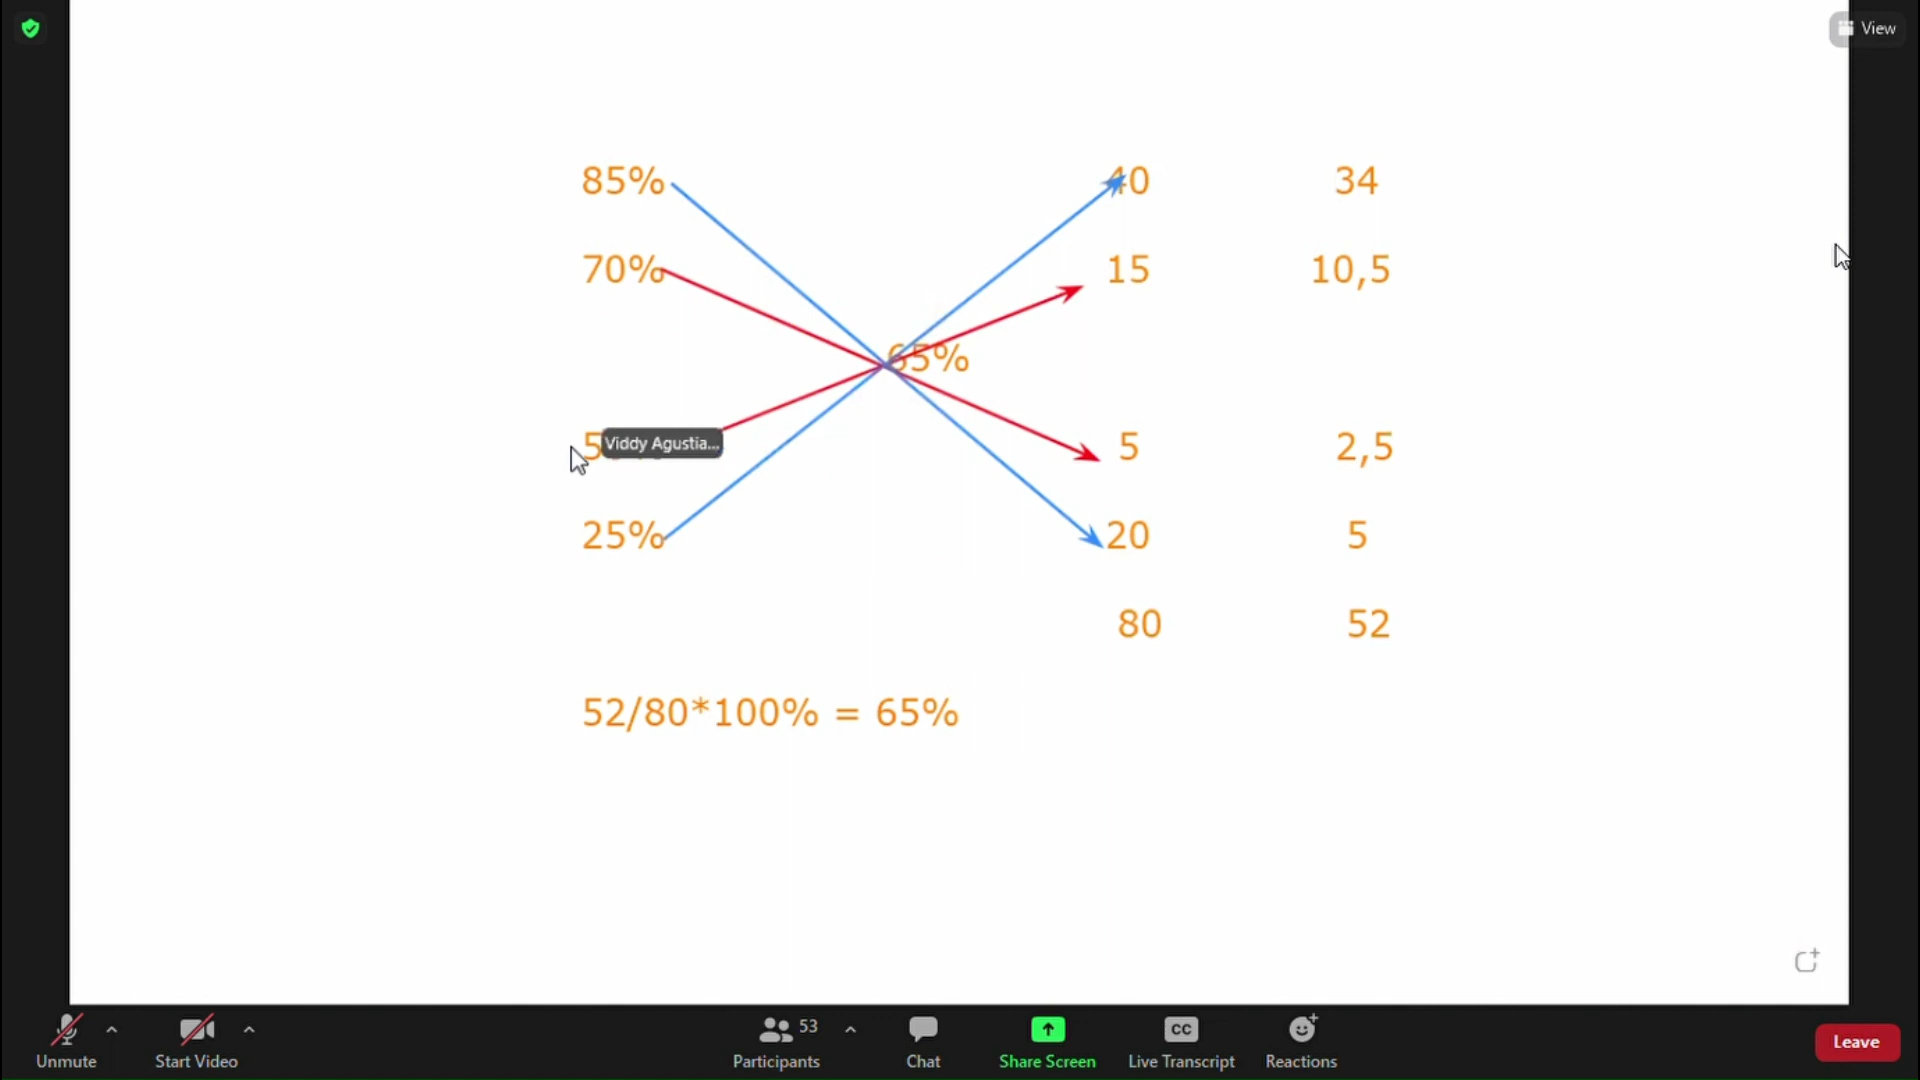 View
85% 40 34
70% 15 10,5
65%
Viddy Agustia... 5 2,5
25% 20 5
80 52
52/80*100% = 65%
Unmute Start Video 53 Participants Chat Share Screen CC Live Transcript Reactions Leave